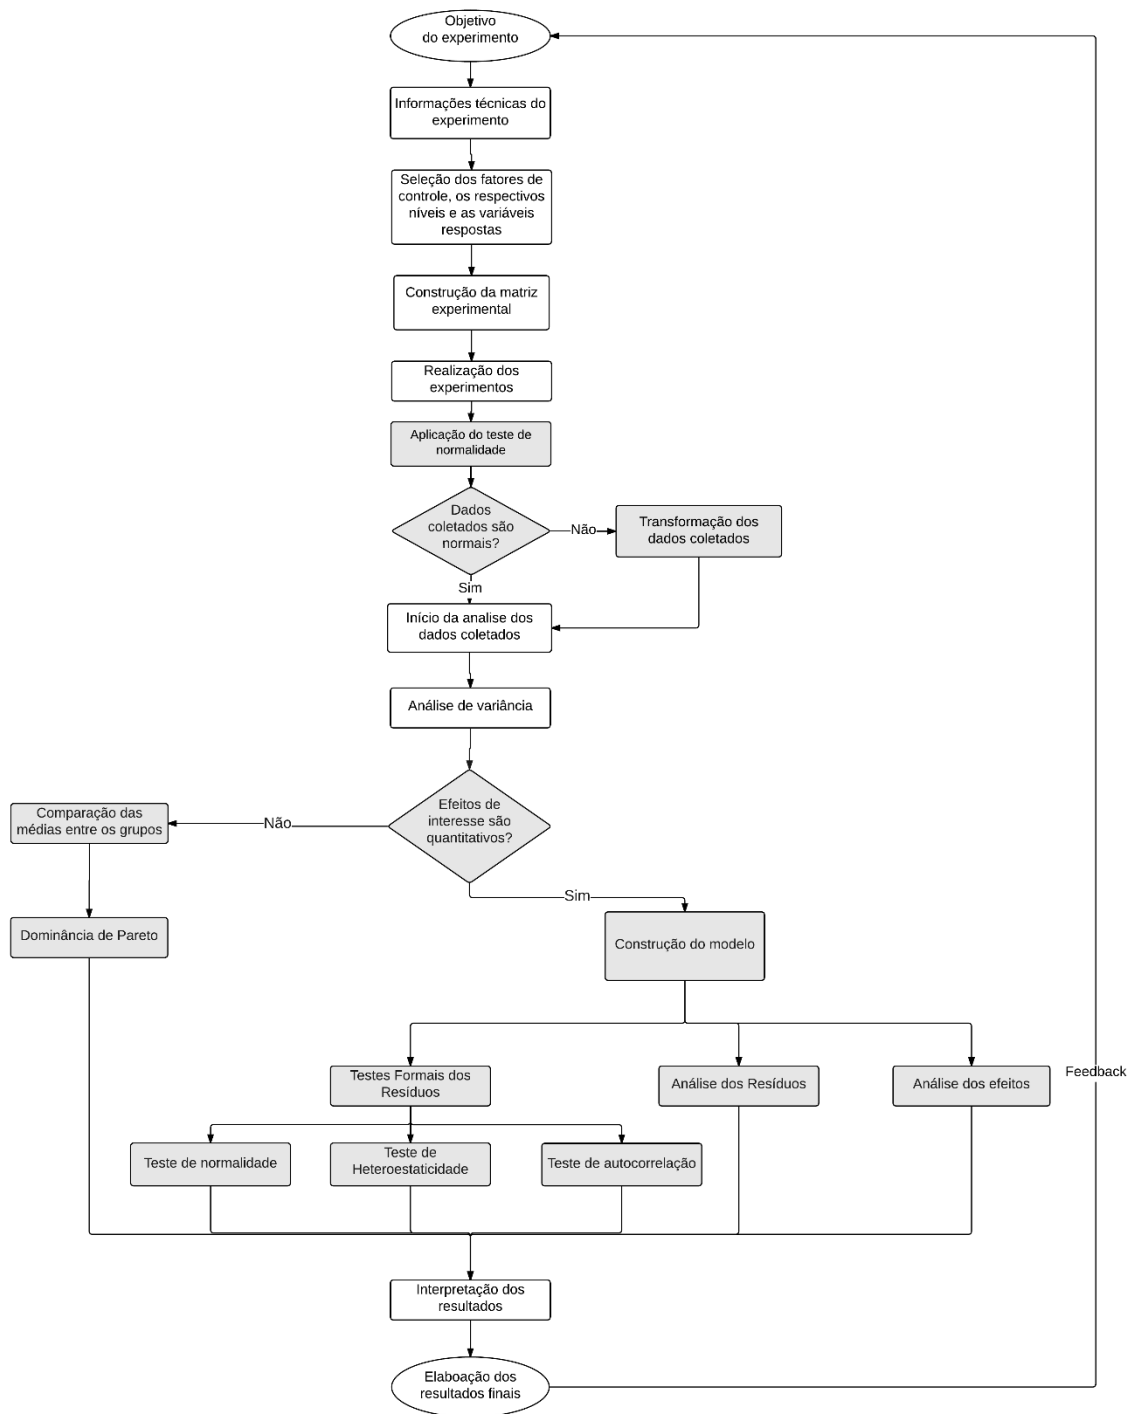 Objetivo
do experimento
Informações técnicas do
experimento
Seleção dos fatores de
controle, os respectivos
níveis e as variáveis
respostas
Construção da matriz
experimental
Realização dos
experimentos
Aplicação do teste de
normalidade
Dados
coletados são
normais?
Não
Transformação dos
dados coletados
Sim
Início da analise dos
dados coletados
Análise de variância
Efeitos de
interesse são
quantitativos?
Não
Comparação das
médias entre os grupos
Dominância de Pareto
Sim
Construção do modelo
Testes Formais dos
Resíduos
Análise dos Resíduos
Análise dos efeitos
Feedback
Teste de normalidade
Teste de
Heteroestaticidade
Teste de autocorrelação
Interpretação dos
resultados
Elaboação dos
resultados finais